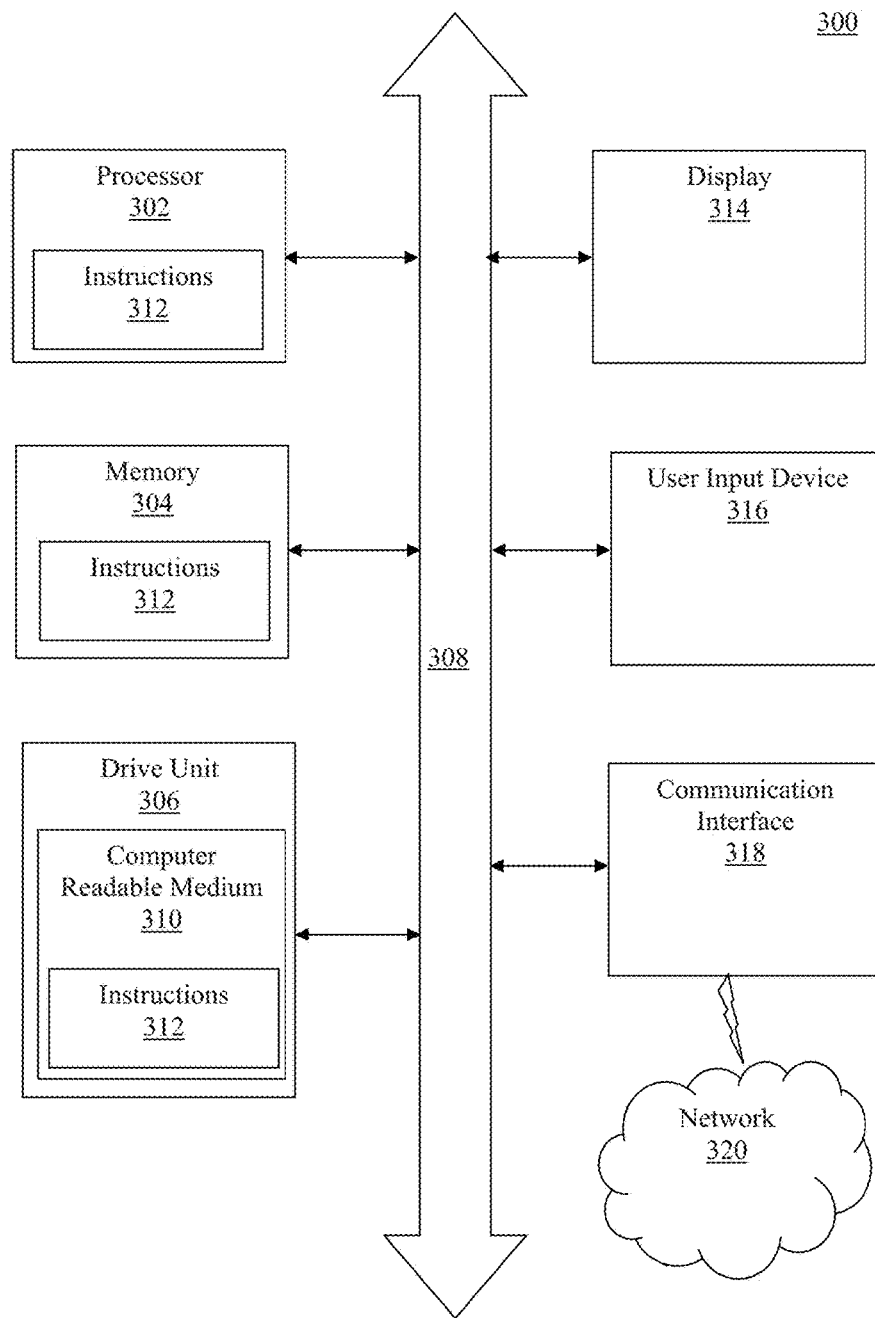 300
Processor
302
Instructions
312
Memory
304
Instructions
312
Drive Unit
306
Computer
Readable Medium
310
Instructions
312
308
Display
314
User Input Device
316
Communication
Interface
318
Network
320